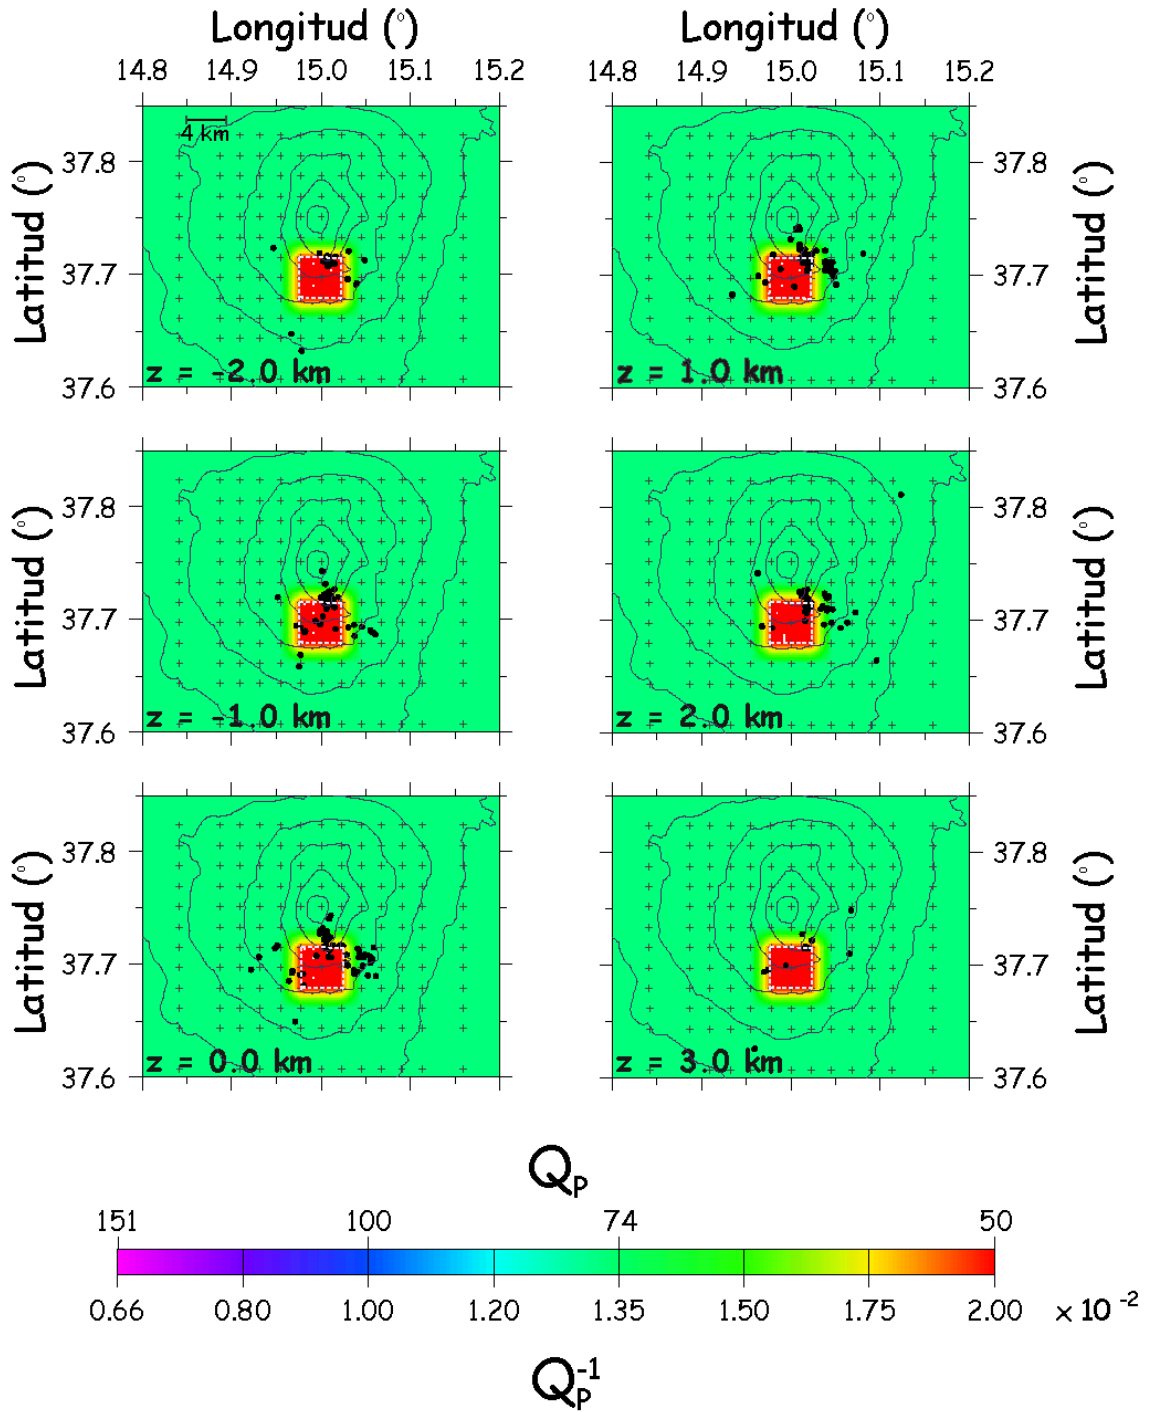 Longitud (°) Longitud (°)
14.8 14.9 15.0 15.1 15.2 14.8 14.9 15.0 15.1 15.2
4 km
Latitud (°) 37.8 37.7 37.6
z = -2.0 km
z = 1.0 km
37.8 37.7 37.6 Latitud (°)
Latitud (°) 37.8 37.7 37.6
z = -1.0 km
z = 2.0 km
37.8 37.7 37.6 Latitud (°)
Latitud (°) 37.8 37.7 37.6
z = 0.0 km
z = 3.0 km
37.8 37.7 37.6 Latitud (°)
Qp
151 100 74 50
0.66 0.80 1.00 1.20 1.35 1.50 1.75 2.00 × 10⁻²
Qp⁻¹